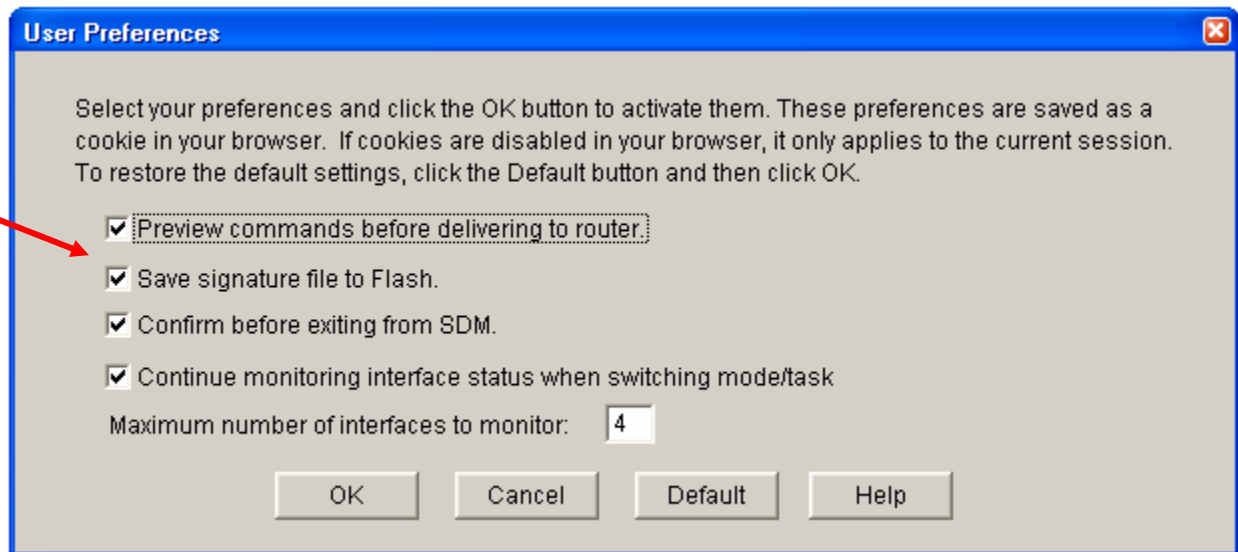 User Preferences
Select your preferences and click the OK button to activate them. These preferences are saved as a
cookie in your browser.  If cookies are disabled in your browser, it only applies to the current session.
To restore the default settings, click the Default button and then click OK.
Preview commands before delivering to router.
Save signature file to Flash.
Confirm before exiting from SDM.
Continue monitoring interface status when switching mode/task
Maximum number of interfaces to monitor: 4
OK Cancel Default Help